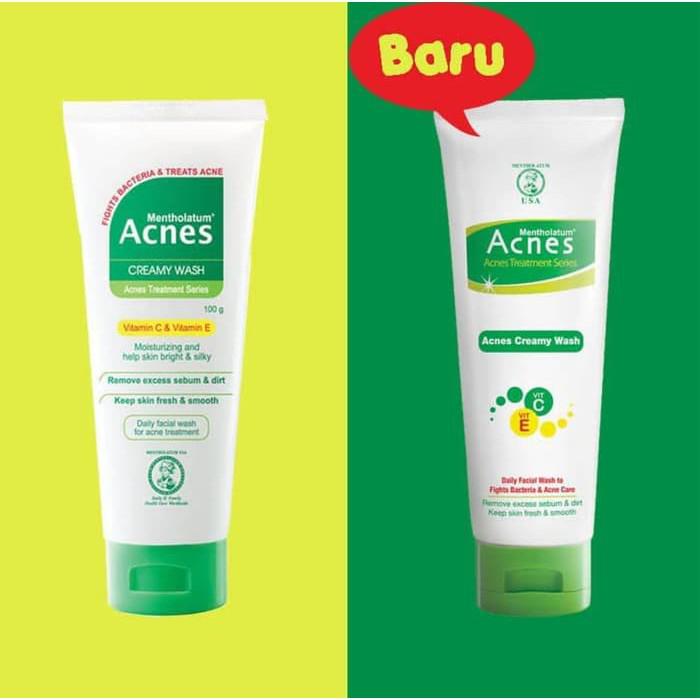 FIGHTS BACTERIA & TREATS ACNE
Mentholatum®
Acnes
CREAMY WASH
Acnes Treatment Series
100 g
Vitamin C & Vitamin E
Moisturizing and
help skin bright & silky
Remove excess sebum & dirt
Keep skin fresh & smooth
Daily facial wash
for acne treatment
MENTHOLATUM USA
Baru
MENTHOLATUM
USA
Mentholatum®
Acnes
Acnes Treatment Series
Acnes Creamy Wash
VIT
C
VIT
E
Daily Facial Wash to
Fights Bacteria & Acne Care
Remove excess sebum & dirt
Keep skin fresh & smooth